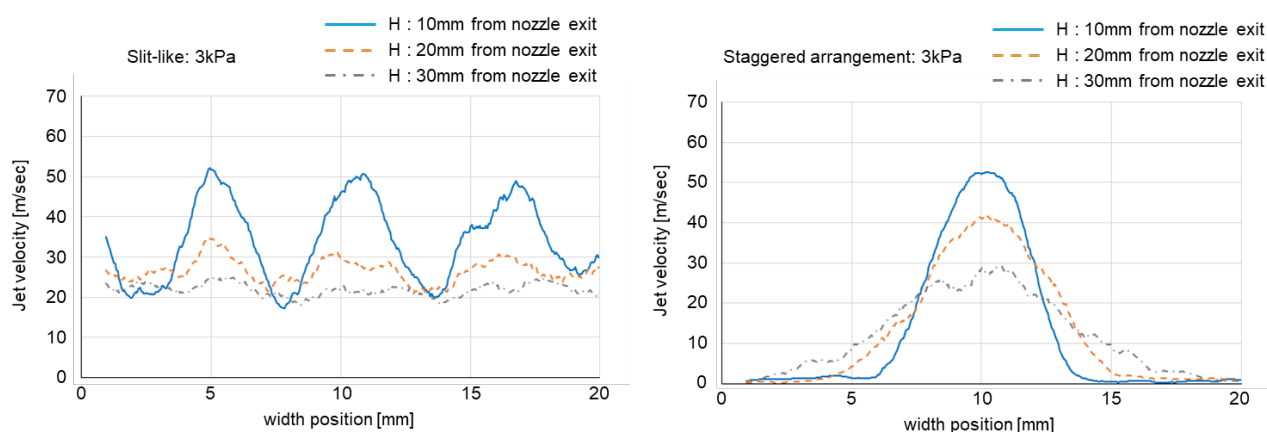 H : 10mm from nozzle exit
Slit-like: 3kPa
H : 20mm from nozzle exit
H : 30mm from nozzle exit
70
60
50
40
30
20
10
0
Jet velocity [m/sec]
0 5 10 15 20
width position [mm]
H : 10mm from nozzle exit
Staggered arrangement: 3kPa
H : 20mm from nozzle exit
H : 30mm from nozzle exit
70
60
50
40
30
20
10
0
Jet velocity [m/sec]
0 5 10 15 20
width position [mm]